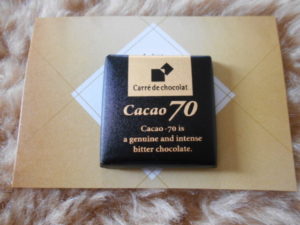 Carré de chocolat
Cacao 70
Cacao-70 is
a genuine and intense
bitter chocolate.